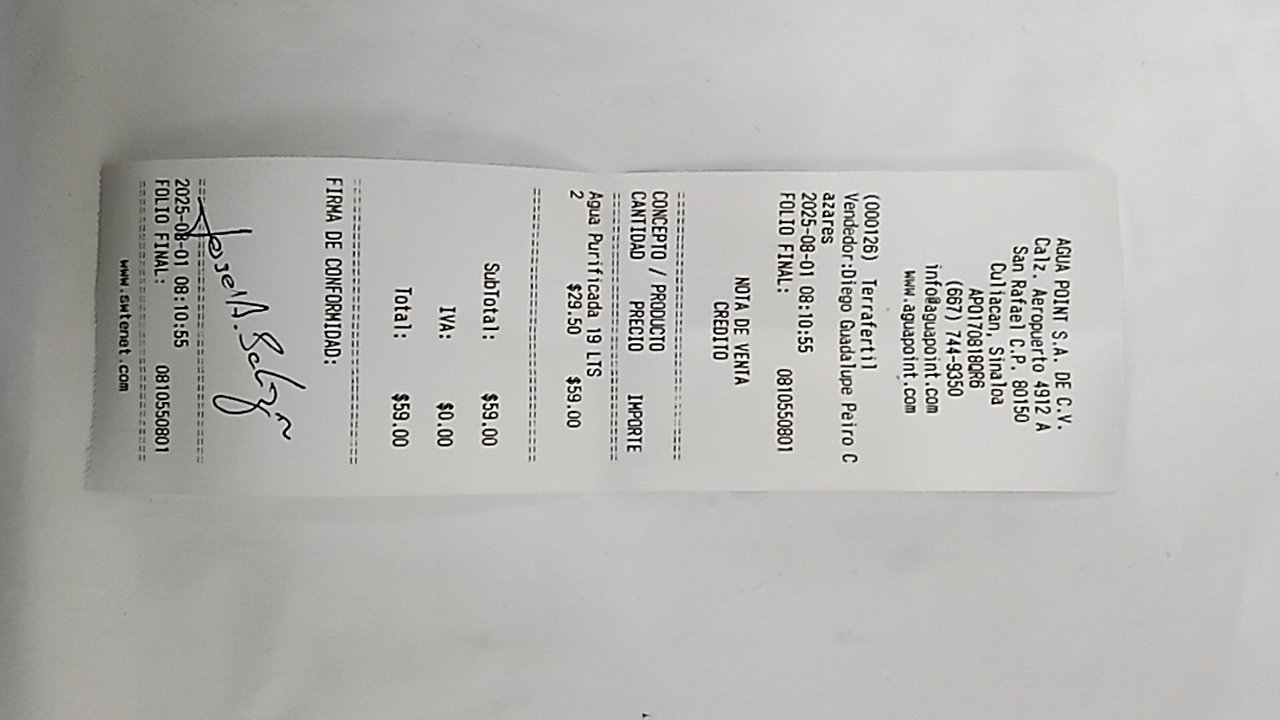 AGUA POINT S.A. DE C.V.
Calz. Aeropuerto 4912 A
San Rafael C.P. 80150
Culiacan, Sinaloa
APO170818QR6
(667) 744-9350
info@aguapoint.com
www.aguapoint.com
(000126) Terrafertil
Vendedor:Diego Guadalupe Peiro C
azares
2025-08-01 08:10:55
FOLIO FINAL: 0810550801
NOTA DE VENTA
CREDITO
================================
CONCEPTO / PRODUCTO
CANTIDAD PRECIO IMPORTE
================================
Agua Purificada 19 LTS
2 $29.50 $59.00
================================
SubTotal: $59.00
IVA: $0.00
Total: $59.00
================================
FIRMA DE CONFORMIDAD:
================================
2025-08-01 08:10:55
FOLIO FINAL: 0810550801
================================
www.swtenet.com